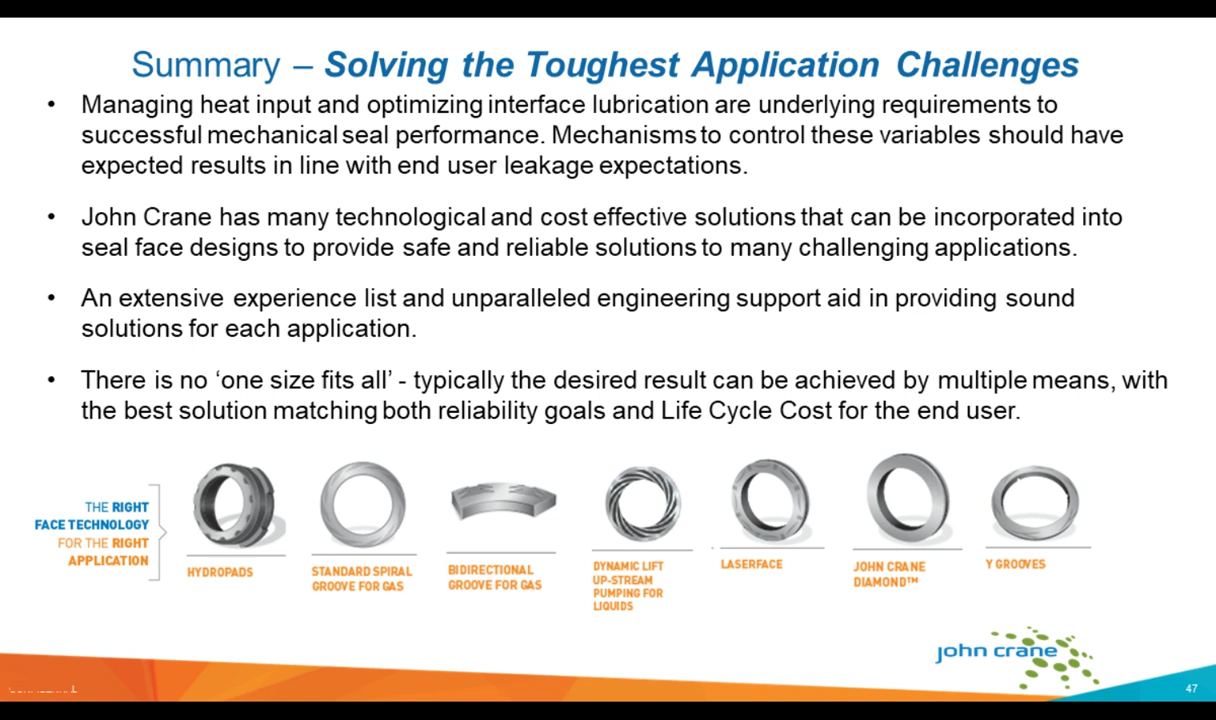 Summary – Solving the Toughest Application Challenges
• Managing heat input and optimizing interface lubrication are underlying requirements to
successful mechanical seal performance. Mechanisms to control these variables should have
expected results in line with end user leakage expectations.
• John Crane has many technological and cost effective solutions that can be incorporated into
seal face designs to provide safe and reliable solutions to many challenging applications.
• An extensive experience list and unparalleled engineering support aid in providing sound
solutions for each application.
• There is no ‘one size fits all’ - typically the desired result can be achieved by multiple means, with
the best solution matching both reliability goals and Life Cycle Cost for the end user.
THE RIGHT
FACE TECHNOLOGY
FOR THE RIGHT
APPLICATION
HYDROPADS
STANDARD SPIRAL
GROOVE FOR GAS
BIDIRECTIONAL
GROOVE FOR GAS
DYNAMIC LIFT
UP-STREAM
PUMPING FOR
LIQUIDS
LASERFACE
JOHN CRANE
DIAMOND™
Y GROOVES
john crane
47